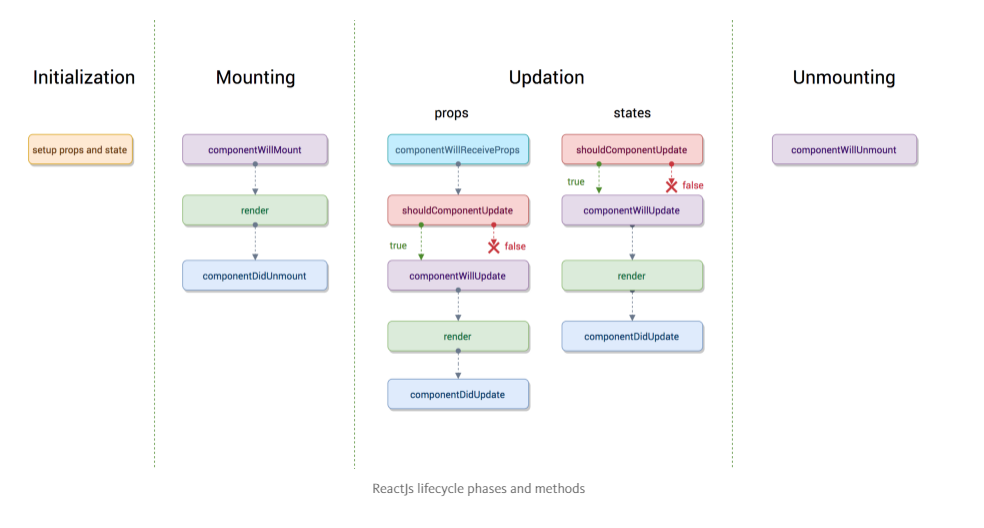 Initialization
Mounting
Updation
Unmounting
props
states
setup props and state
componentWillMount
componentWillReceiveProps
shouldComponentUpdate
componentWillUnmount
true
false
render
shouldComponentUpdate
componentWillUpdate
true
false
componentDidUnmount
componentWillUpdate
render
render
componentDidUpdate
componentDidUpdate
ReactJs lifecycle phases and methods